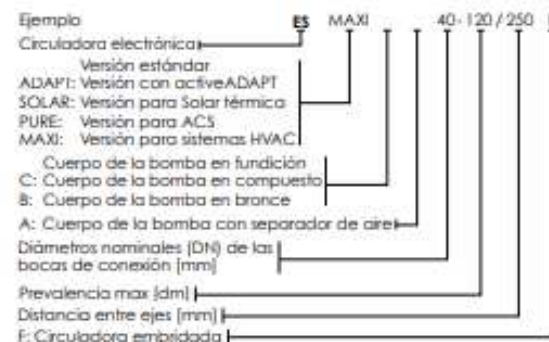 Ejemplo ES MAXI 40-120/250
Circuladora electrónica
Versión estándar
ADAPT: Versión con activeADAPT
SOLAR: Versión para Solar térmica
PURE: Versión para ACS
MAXI: Versión para sistemas HVAC
Cuerpo de la bomba en fundición
C: Cuerpo de la bomba en compuesto
B: Cuerpo de la bomba en bronce
A: Cuerpo de la bomba con separador de aire
Diámetros nominales (DN) de las
bocas de conexión [mm]
Prevalencia max [dm]
Distancia entre ejes [mm]
F: Circuladora embridada